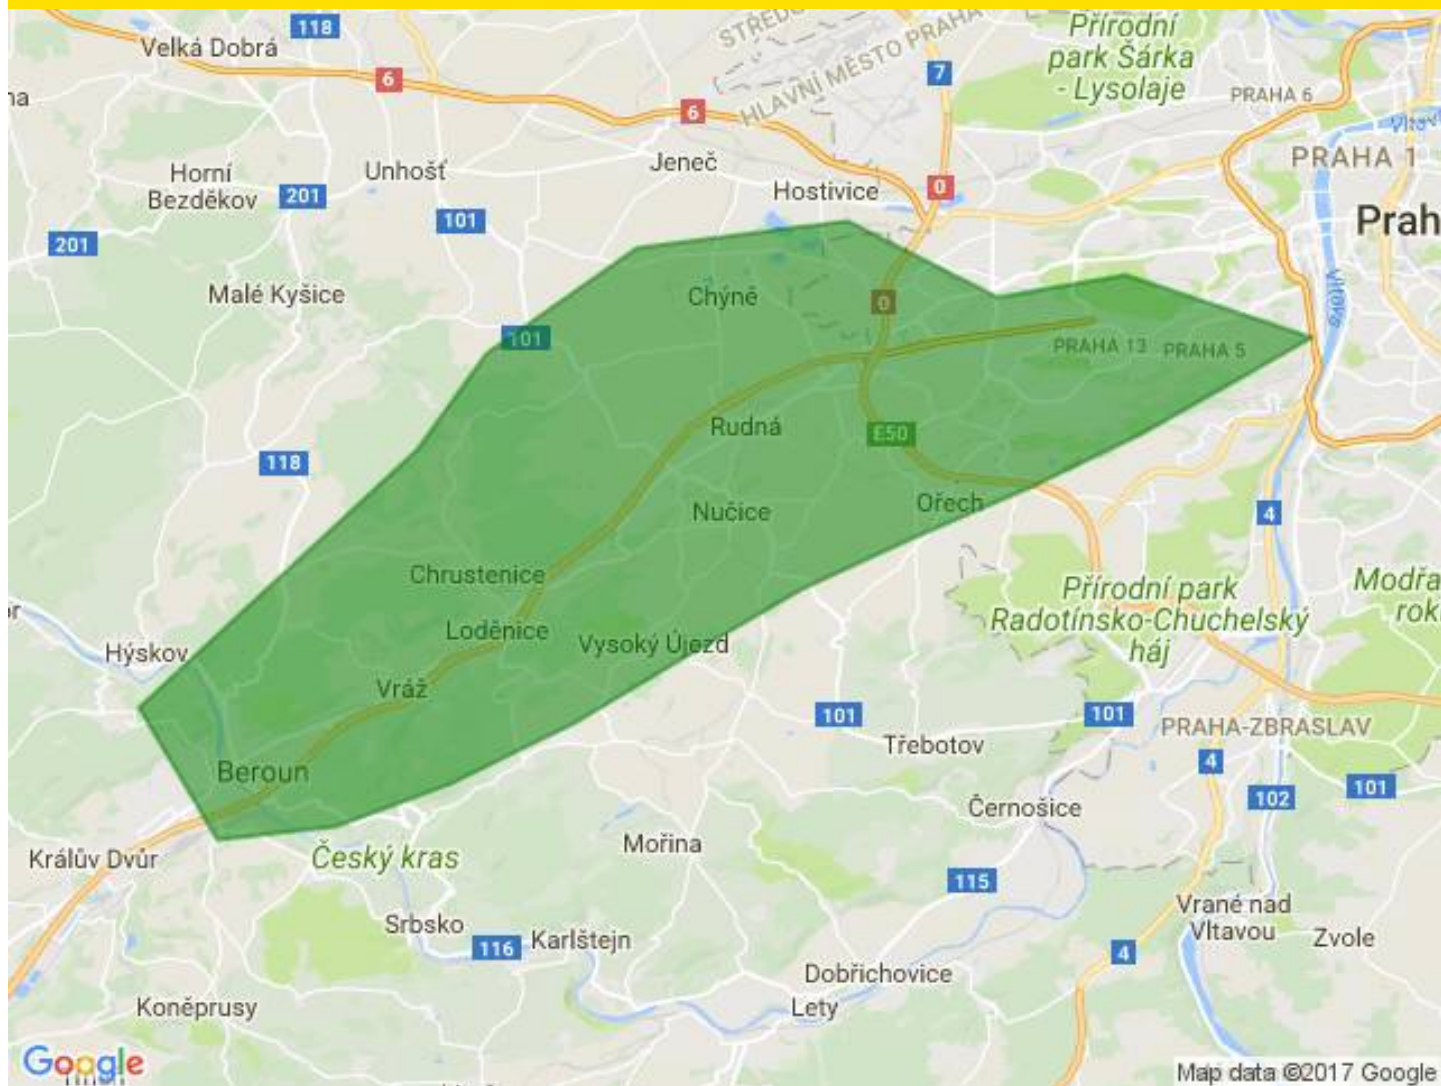 118
STŘEDO
Přírodní
park Šárka
- Lysolaje
Velká Dobrá
6
7
HLAVNÍ MĚSTO PRAHA
PRAHA 6
6
Vltava
Horní
Bezděkov
Unhošť
Jeneč
PRAHA 1
201
Hostivice
0
101
Prah
201
Malé Kyšice
Chýně
0
Vltava
101
PRAHA 13
PRAHA 5
Rudná
E50
118
Nučice
Ořech
4
Chrustenice
Přírodní park
Radotínsko-Chuchelský
háj
Modřa
rok
Loděnice
Vysoký Újezd
Hýskov
Vráž
101
101
PRAHA-ZBRASLAV
Třebotov
4
Beroun
102
101
Černošice
Králův Dvůr
Český kras
Mořina
115
Vrané nad
Vltavou
Srbsko
116
Karlštejn
4
Zvole
Dobřichovice
Koněprusy
Lety
Google
Map data ©2017 Google